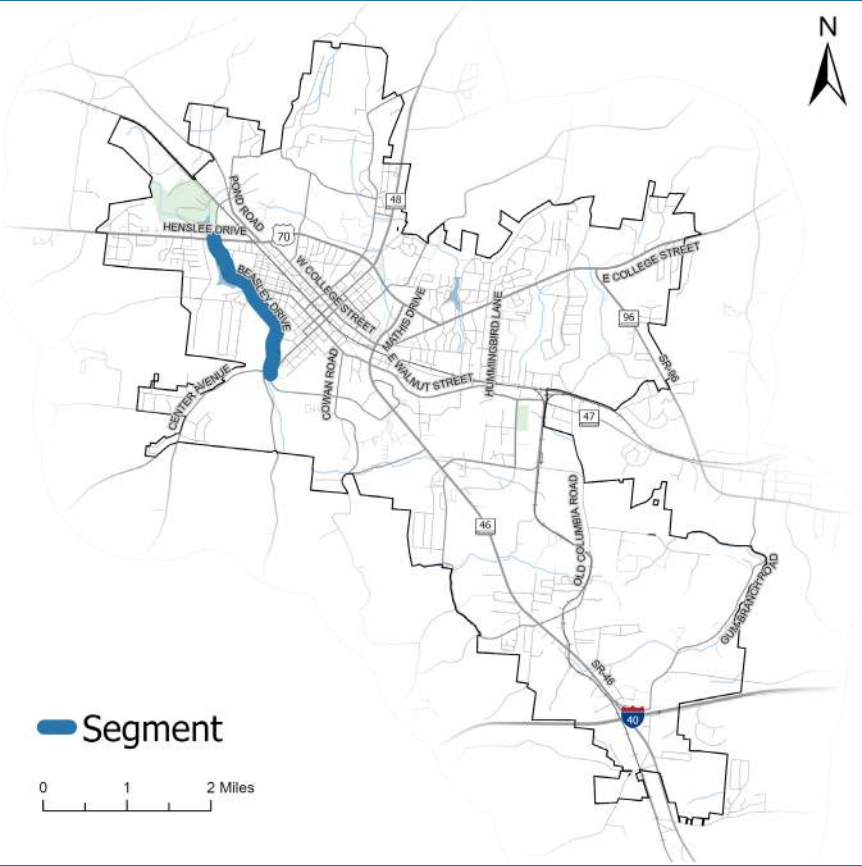 N
POND ROAD
48
HENSLEE DRIVE
70
BEASLEY DRIVE
W COLLEGE STREET
E COLLEGE STREET
MATHIS DRIVE
HUMMINGBIRD LANE
96
SR-96
E WALNUT STREET
COWAN ROAD
CENTER AVENUE
47
46
OLD COLUMBIA ROAD
GUM BRANCH ROAD
SR-46
40
Segment
0 1 2 Miles